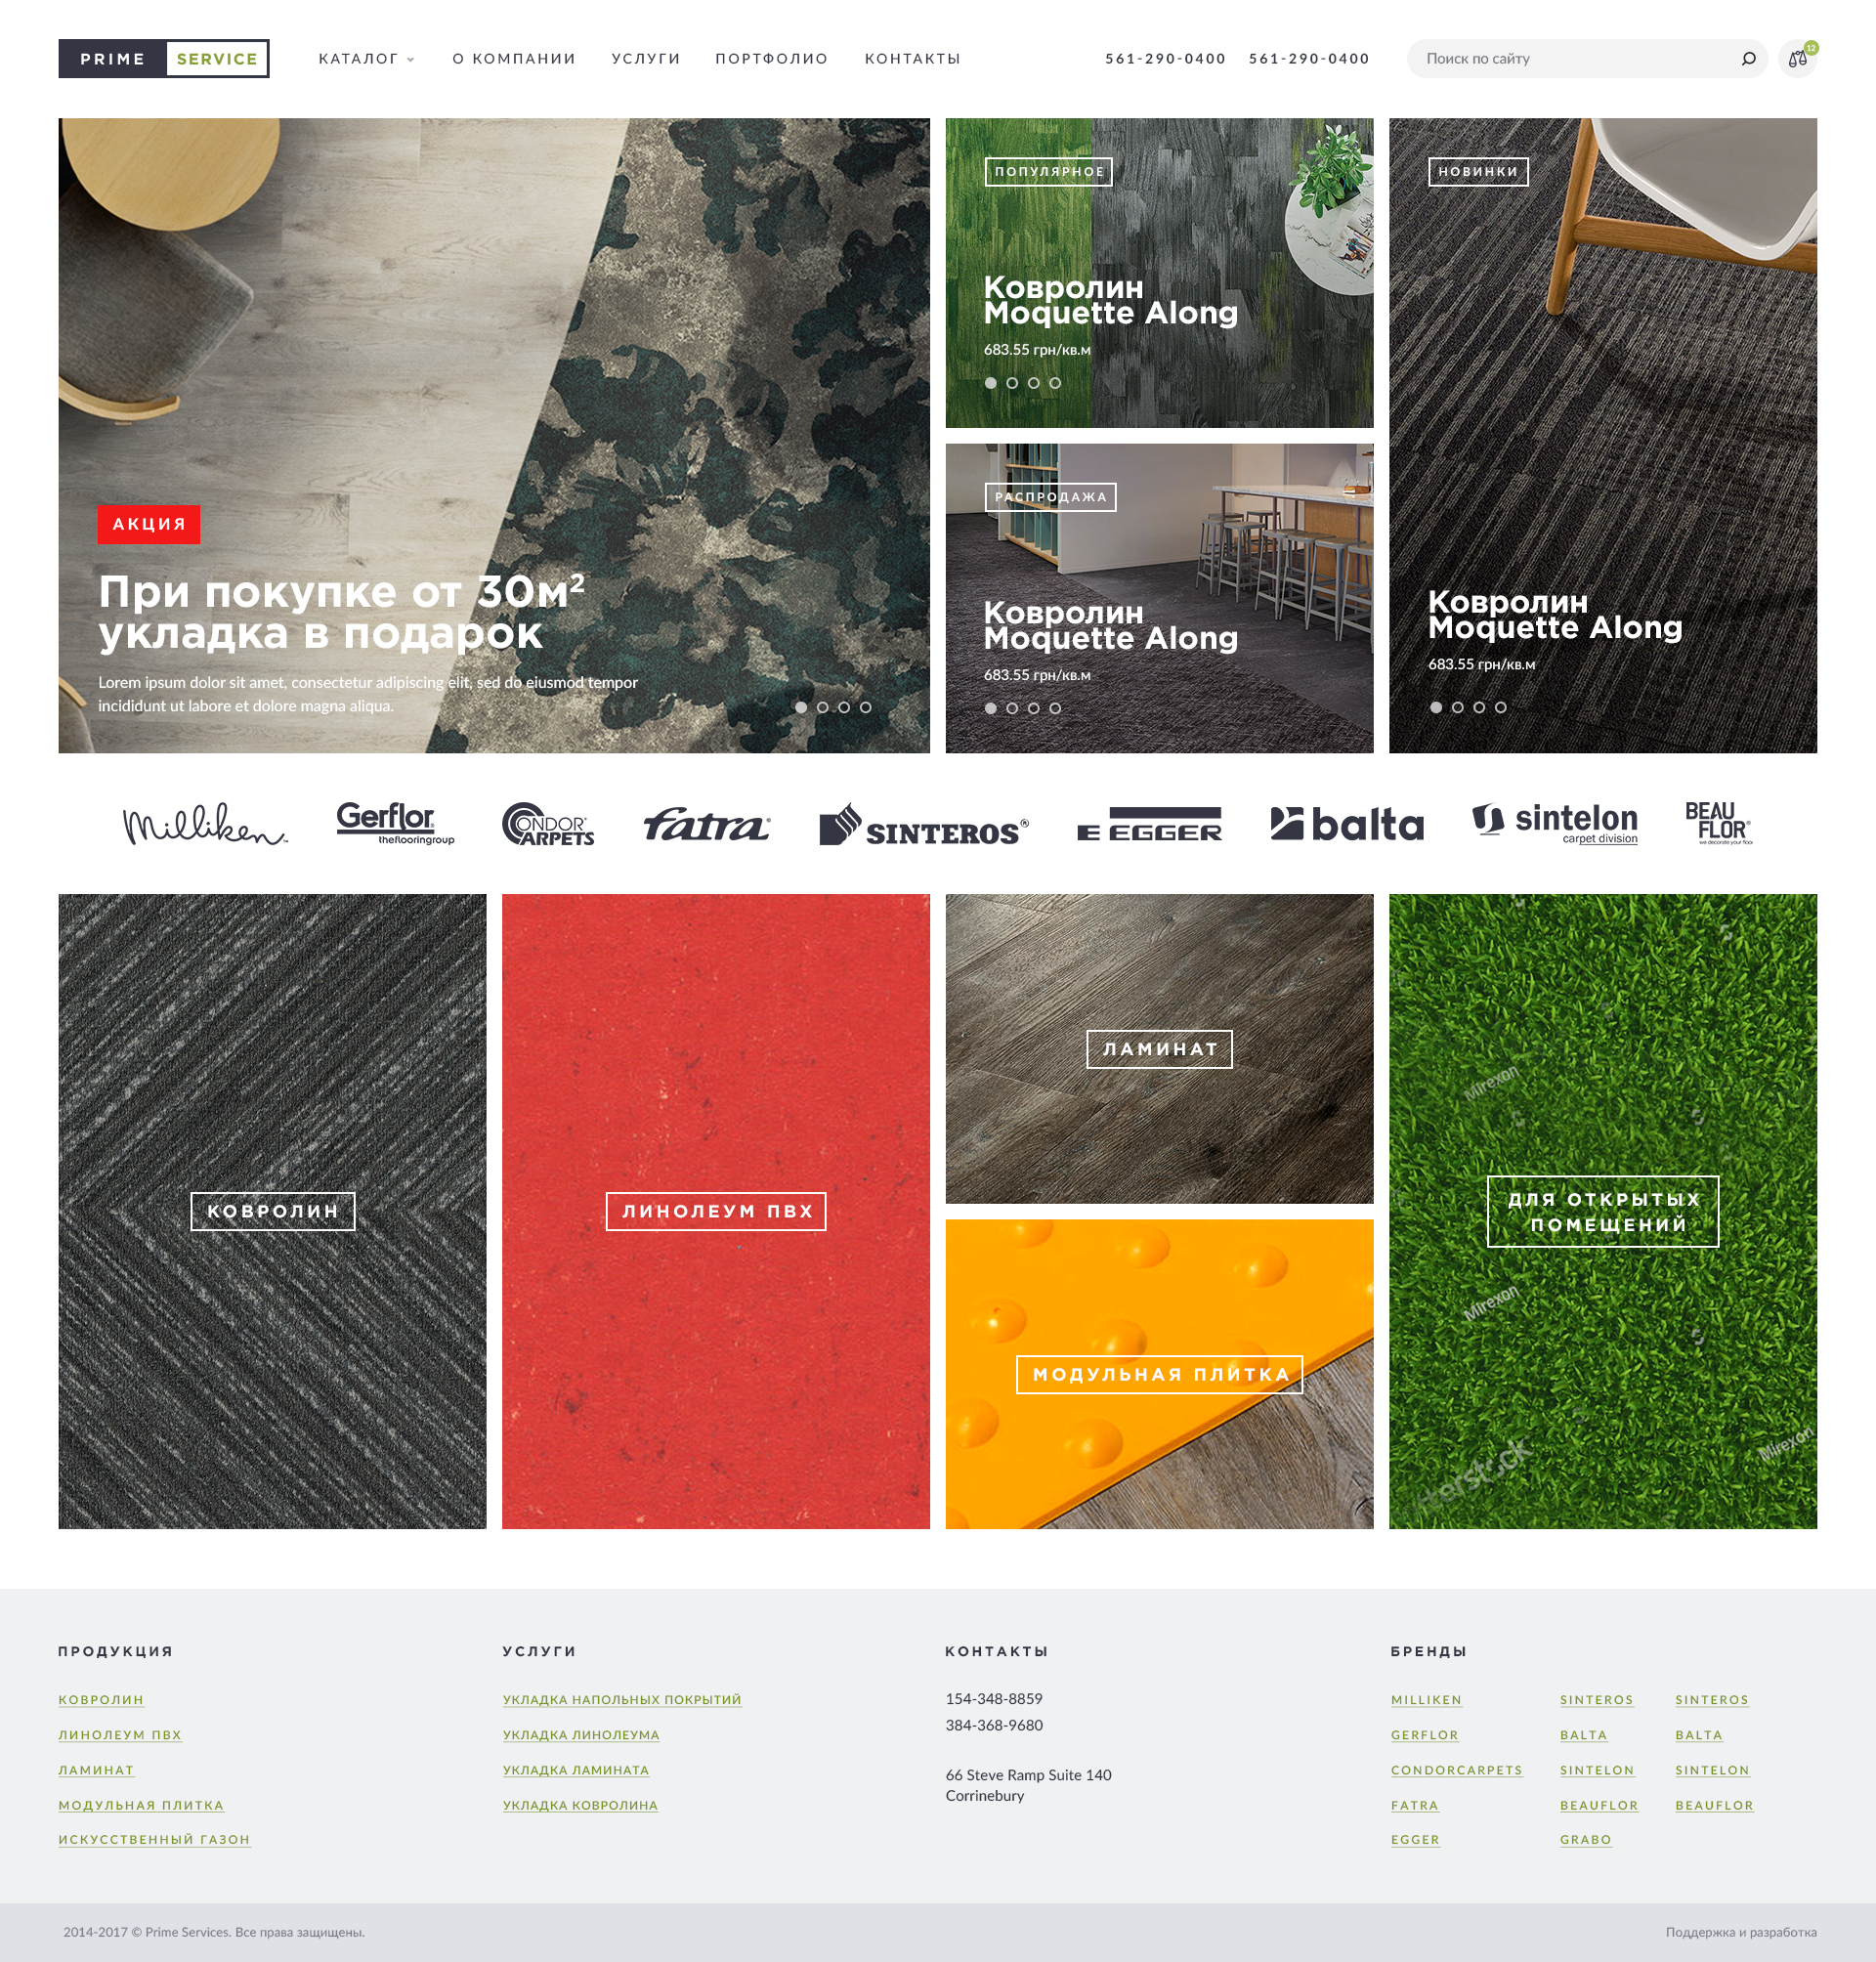 PRIME SERVICE
КАТАЛОГ
О КОМПАНИИ
УСЛУГИ
ПОРТФОЛИО
КОНТАКТЫ
561-290-0400
561-290-0400
Поиск по сайту
12
АКЦИЯ
При покупке от 30м²
укладка в подарок
Lorem ipsum dolor sit amet, consectetur adipiscing elit, sed do eiusmod tempor
incididunt ut labore et dolore magna aliqua.
ПОПУЛЯРНОЕ
Ковролин
Moquette Along
683.55 грн/кв.м
РАСПРОДАЖА
Ковролин
Moquette Along
683.55 грн/кв.м
НОВИНКИ
Ковролин
Moquette Along
683.55 грн/кв.м
Milliken
Gerflor
theflooringgroup
CONDOR
CARPETS
fatra
SINTEROS
E EGGER
balta
sintelon
carpet division
BEAU
FLOR
we decorate your floor
КОВРОЛИН
ЛИНОЛЕУМ ПВХ
ЛАМИНАТ
МОДУЛЬНАЯ ПЛИТКА
ДЛЯ ОТКРЫТЫХ
ПОМЕЩЕНИЙ
Mirexon
Mirexon
Mirexon
ПРОДУКЦИЯ
КОВРОЛИН
ЛИНОЛЕУМ ПВХ
ЛАМИНАТ
МОДУЛЬНАЯ ПЛИТКА
ИСКУССТВЕННЫЙ ГАЗОН
УСЛУГИ
УКЛАДКА НАПОЛЬНЫХ ПОКРЫТИЙ
УКЛАДКА ЛИНОЛЕУМА
УКЛАДКА ЛАМИНАТА
УКЛАДКА КОВРОЛИНА
КОНТАКТЫ
154-348-8859
384-368-9680
66 Steve Ramp Suite 140
Corrinebury
БРЕНДЫ
MILLIKEN
GERFLOR
CONDORCARPETS
FATRA
EGGER
SINTEROS
BALTA
SINTELON
BEAUFLOR
GRABO
SINTEROS
BALTA
SINTELON
BEAUFLOR
2014-2017 © Prime Services. Все права защищены.
Поддержка и разработка